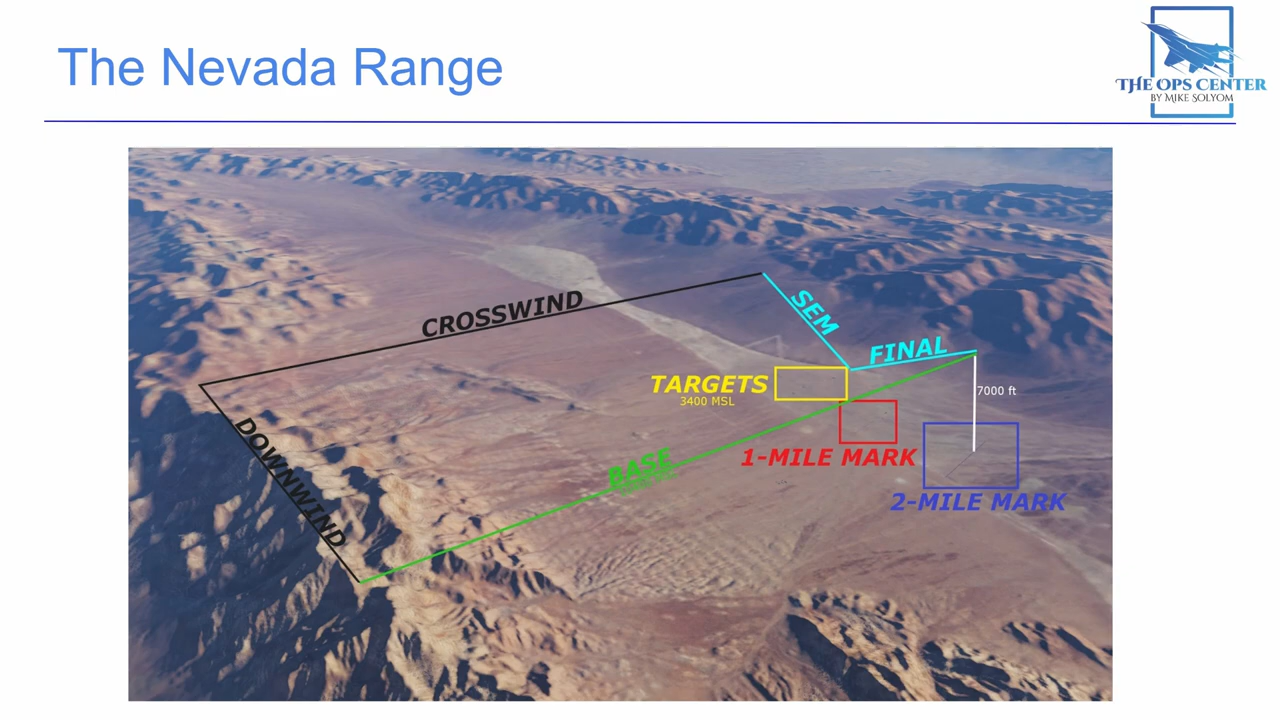 The Nevada Range
THE OPS CENTER
BY MIKE SOLYOM
CROSSWIND
SEM
FINAL
TARGETS
3400 MSL
7000 ft
DOWNWIND
BASE
1-MILE MARK
2-MILE MARK